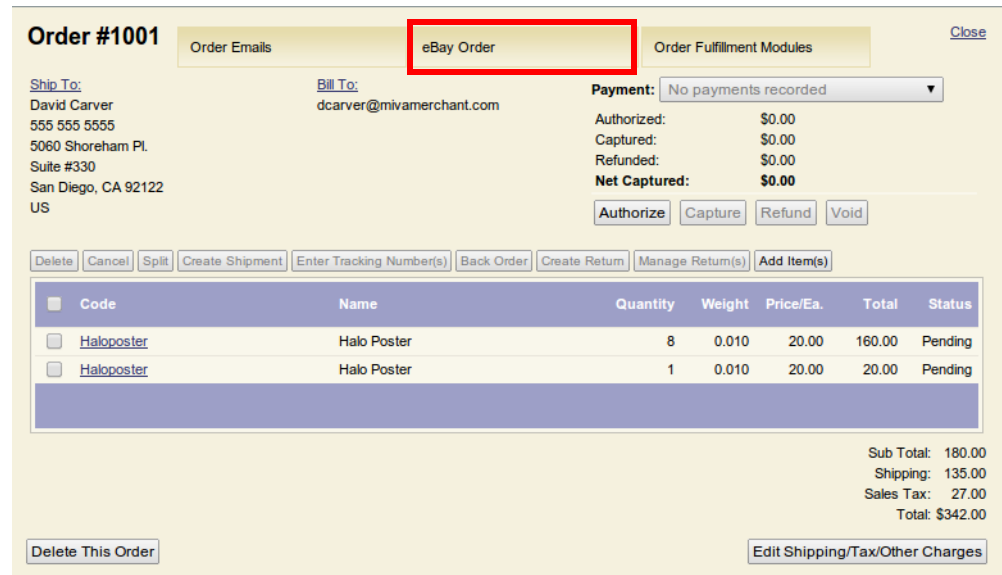 Order #1001
Order Emails
eBay Order
Order Fulfillment Modules
Close
Ship To:
David Carver
555 555 5555
5060 Shoreham Pl.
Suite #330
San Diego, CA 92122
US
Bill To:
dcarver@mivamerchant.com
Payment: No payments recorded
Authorized: $0.00
Captured: $0.00
Refunded: $0.00
Net Captured: $0.00
Authorize Capture Refund Void
Delete Cancel Split Create Shipment Enter Tracking Number(s) Back Order Create Return Manage Return(s) Add Item(s)
Code Name Quantity Weight Price/Ea. Total Status
Haloposter Halo Poster 8 0.010 20.00 160.00 Pending
Haloposter Halo Poster 1 0.010 20.00 20.00 Pending
Sub Total: 180.00
Shipping: 135.00
Sales Tax: 27.00
Total: $342.00
Delete This Order
Edit Shipping/Tax/Other Charges